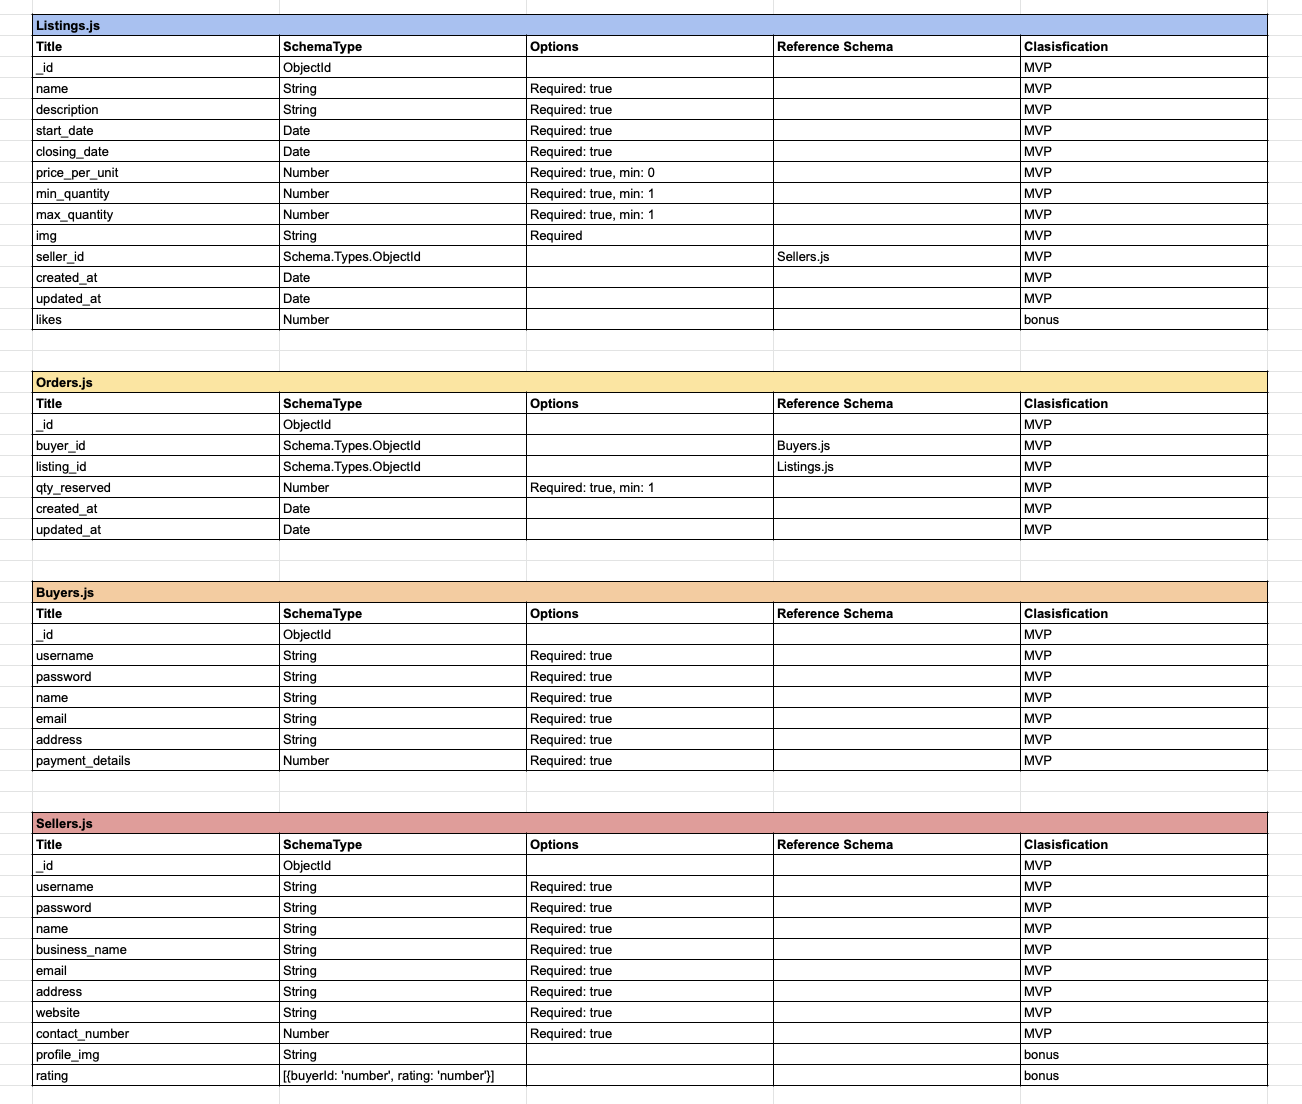 Listings.js
Title SchemaType Options Reference Schema Clasisfication
_id ObjectId MVP
name String Required: true MVP
description String Required: true MVP
start_date Date Required: true MVP
closing_date Date Required: true MVP
price_per_unit Number Required: true, min: 0 MVP
min_quantity Number Required: true, min: 1 MVP
max_quantity Number Required: true, min: 1 MVP
img String Required MVP
seller_id Schema.Types.ObjectId Sellers.js MVP
created_at Date MVP
updated_at Date MVP
likes Number bonus
Orders.js
Title SchemaType Options Reference Schema Clasisfication
_id ObjectId MVP
buyer_id Schema.Types.ObjectId Buyers.js MVP
listing_id Schema.Types.ObjectId Listings.js MVP
qty_reserved Number Required: true, min: 1 MVP
created_at Date MVP
updated_at Date MVP
Buyers.js
Title SchemaType Options Reference Schema Clasisfication
_id ObjectId MVP
username String Required: true MVP
password String Required: true MVP
name String Required: true MVP
email String Required: true MVP
address String Required: true MVP
payment_details Number Required: true MVP
Sellers.js
Title SchemaType Options Reference Schema Clasisfication
_id ObjectId MVP
username String Required: true MVP
password String Required: true MVP
name String Required: true MVP
business_name String Required: true MVP
email String Required: true MVP
address String Required: true MVP
website String Required: true MVP
contact_number Number Required: true MVP
profile_img String bonus
rating [{buyerId: 'number', rating: 'number'}] bonus